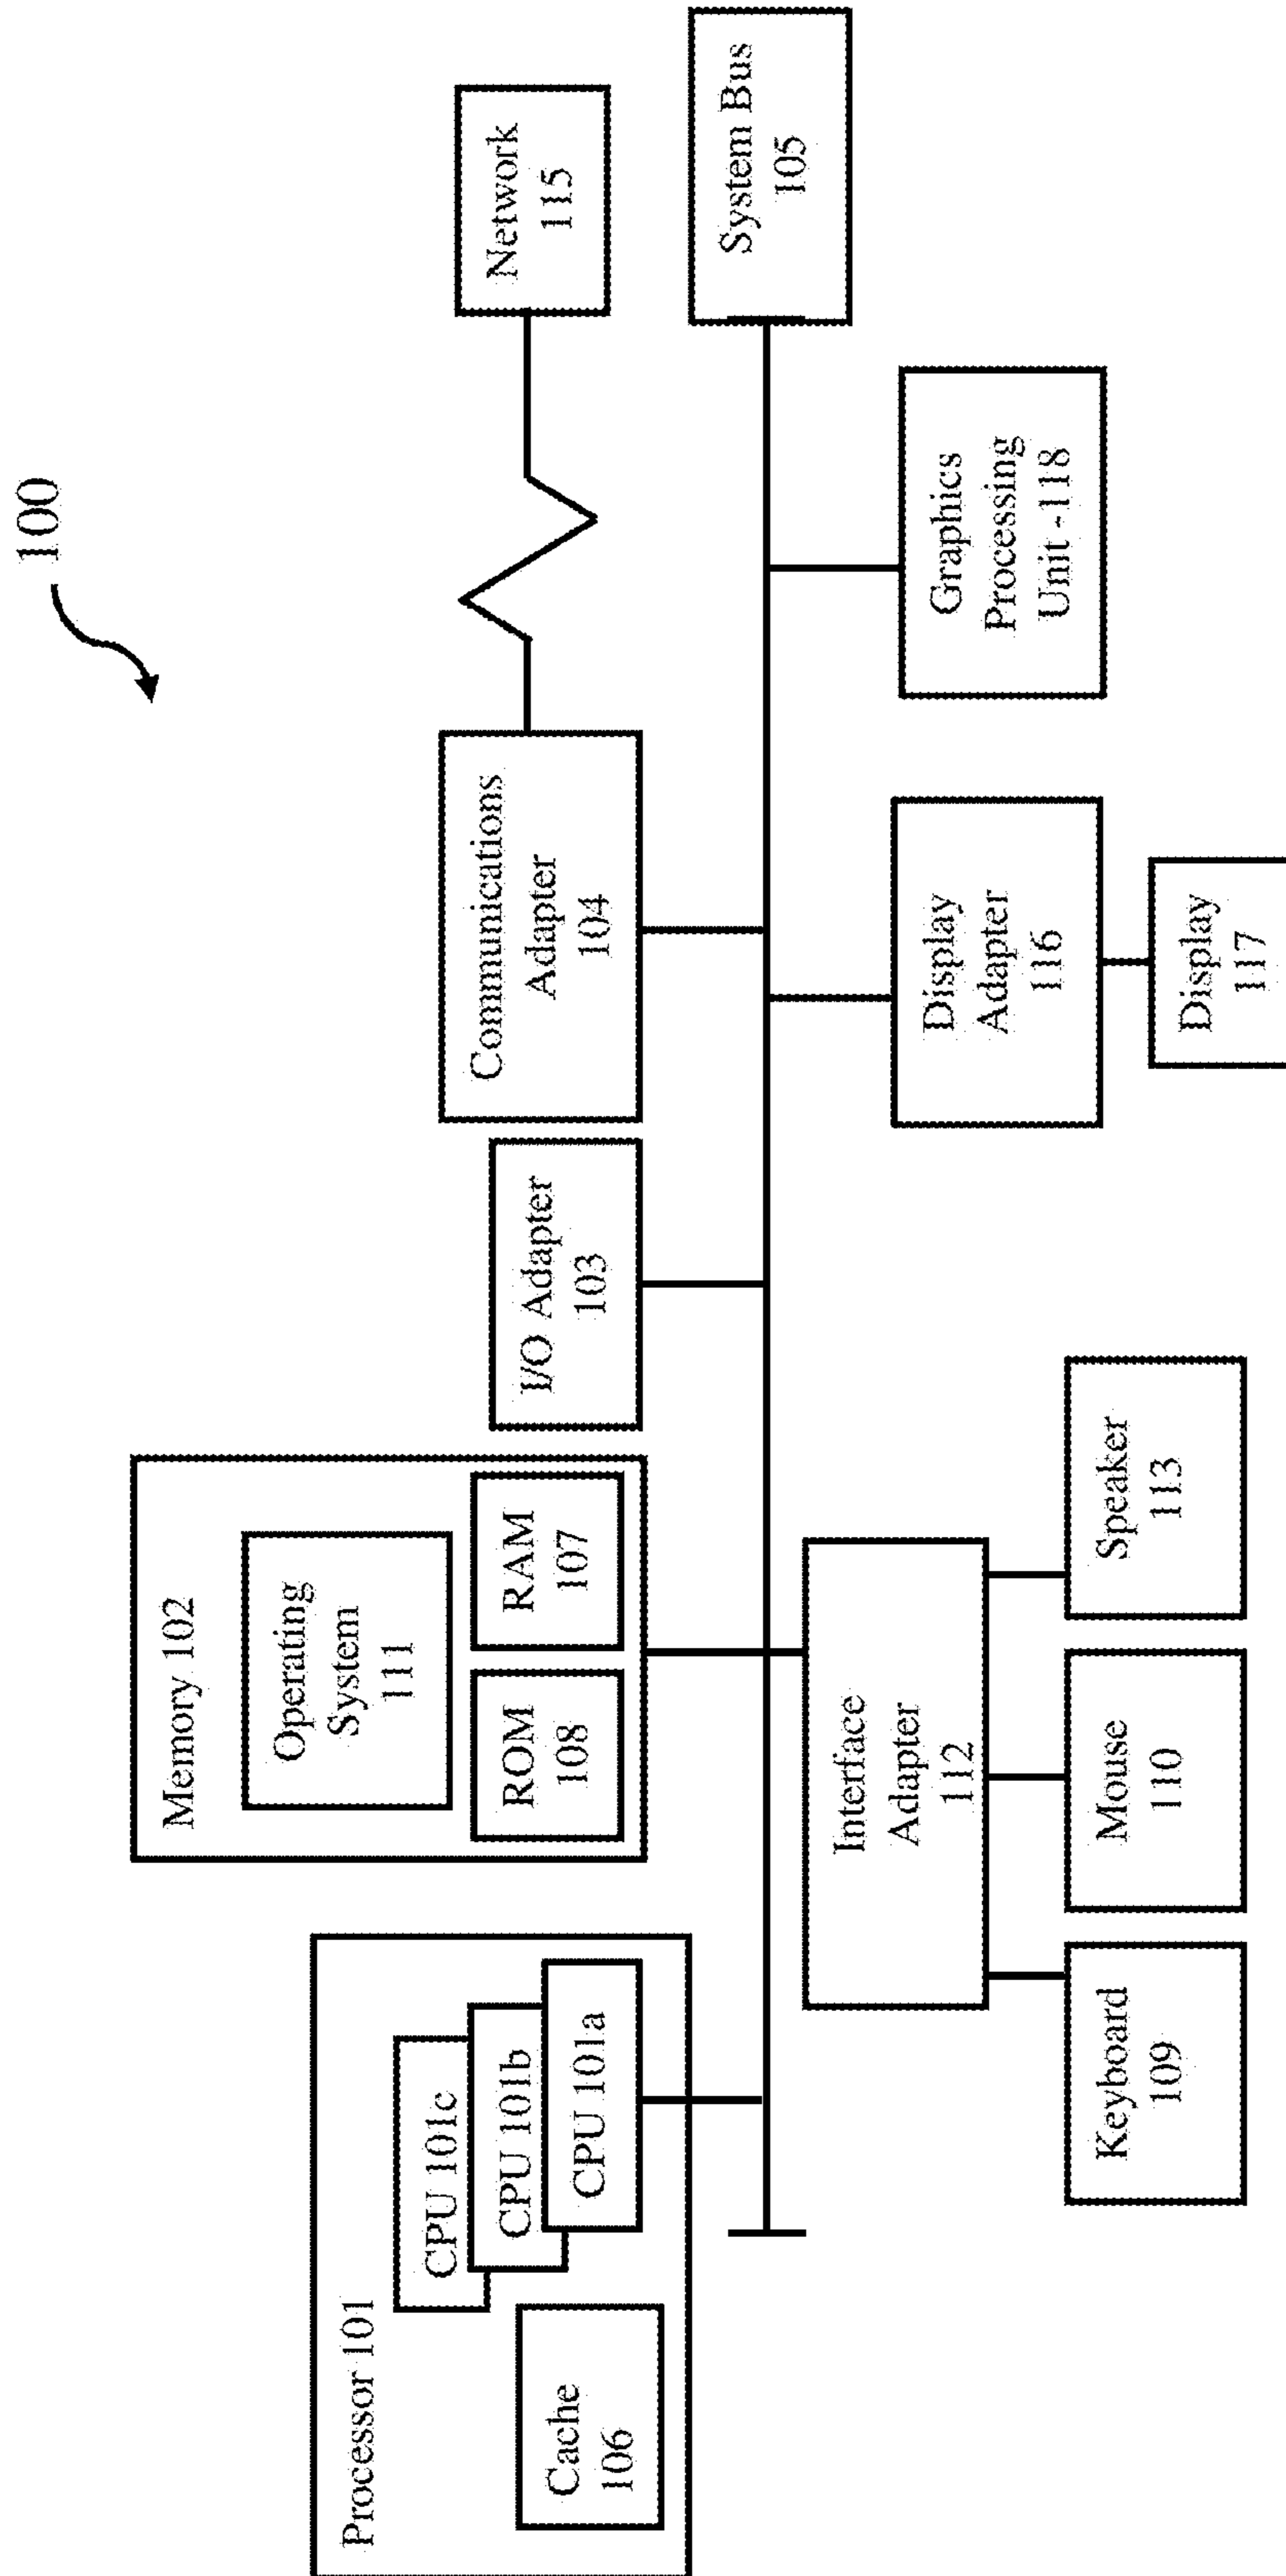 100
Processor 101
Cache
106
CPU 101c
CPU 101b
CPU 101a
Memory 102
Operating
System
111
ROM
108
RAM
107
I/O Adapter
103
Communications
Adapter
104
Network
115
System Bus
105
Interface
Adapter
112
Keyboard
109
Mouse
110
Speaker
113
Display
Adapter
116
Display
117
Graphics
Processing
Unit -118